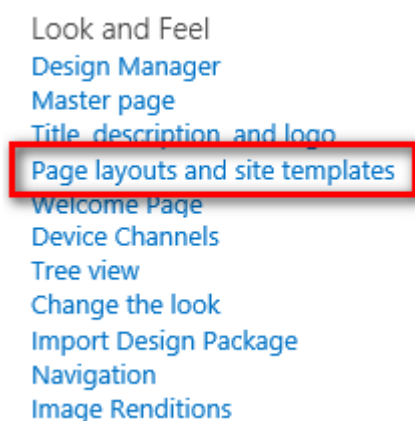 Look and Feel
Design Manager
Master page
Title, description, and logo
Page layouts and site templates
Welcome Page
Device Channels
Tree view
Change the look
Import Design Package
Navigation
Image Renditions